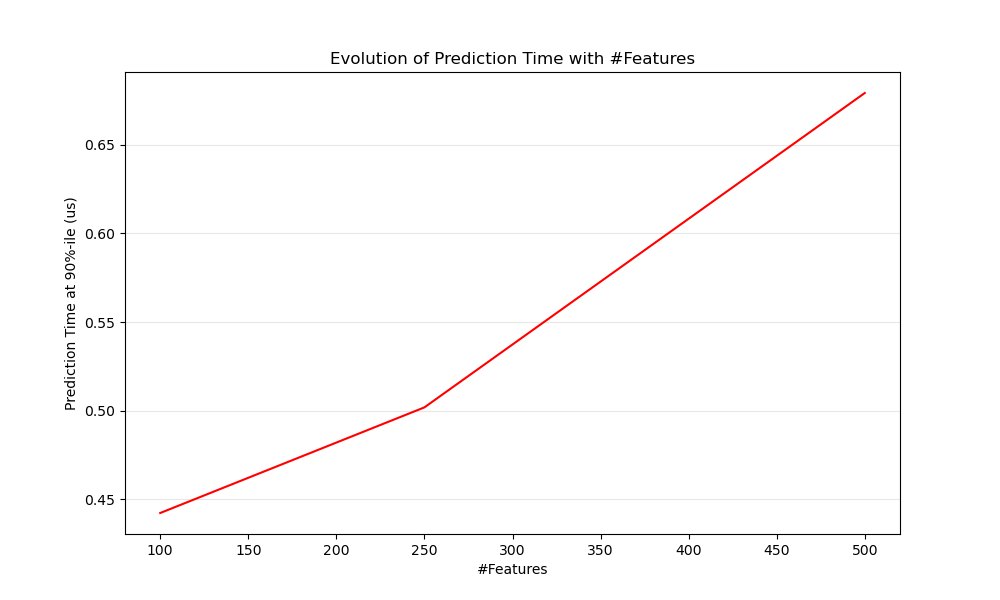 Evolution of Prediction Time with #Features
Prediction Time at 90%-ile (us)
0.65
0.60
0.55
0.50
0.45
100 150 200 250 300 350 400 450 500
#Features